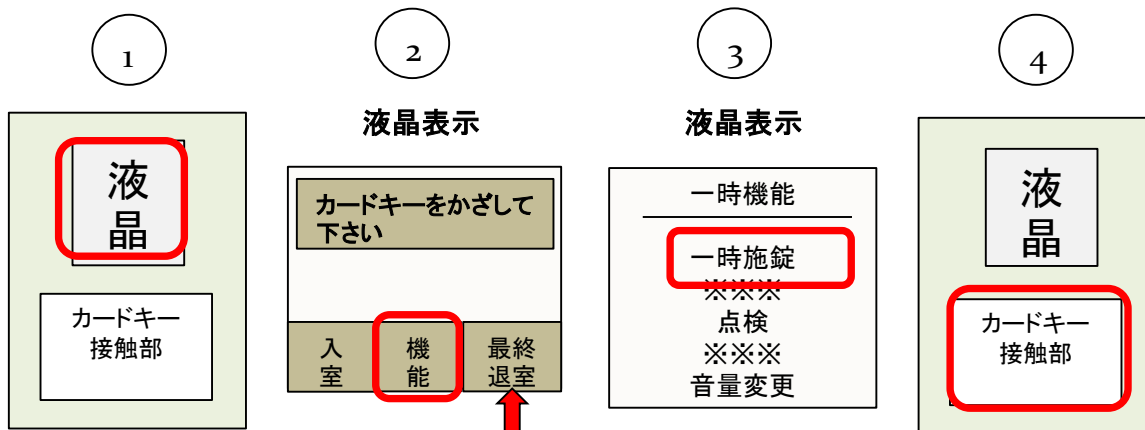 1
2
3
4
液晶表示
液晶表示
液
晶
カードキー
接触部
カードキーをかざして
下さい
入
室
機
能
最終
退室
一時機能
一時施錠
※※※
点検
※※※
音量変更
液
晶
カードキー
接触部